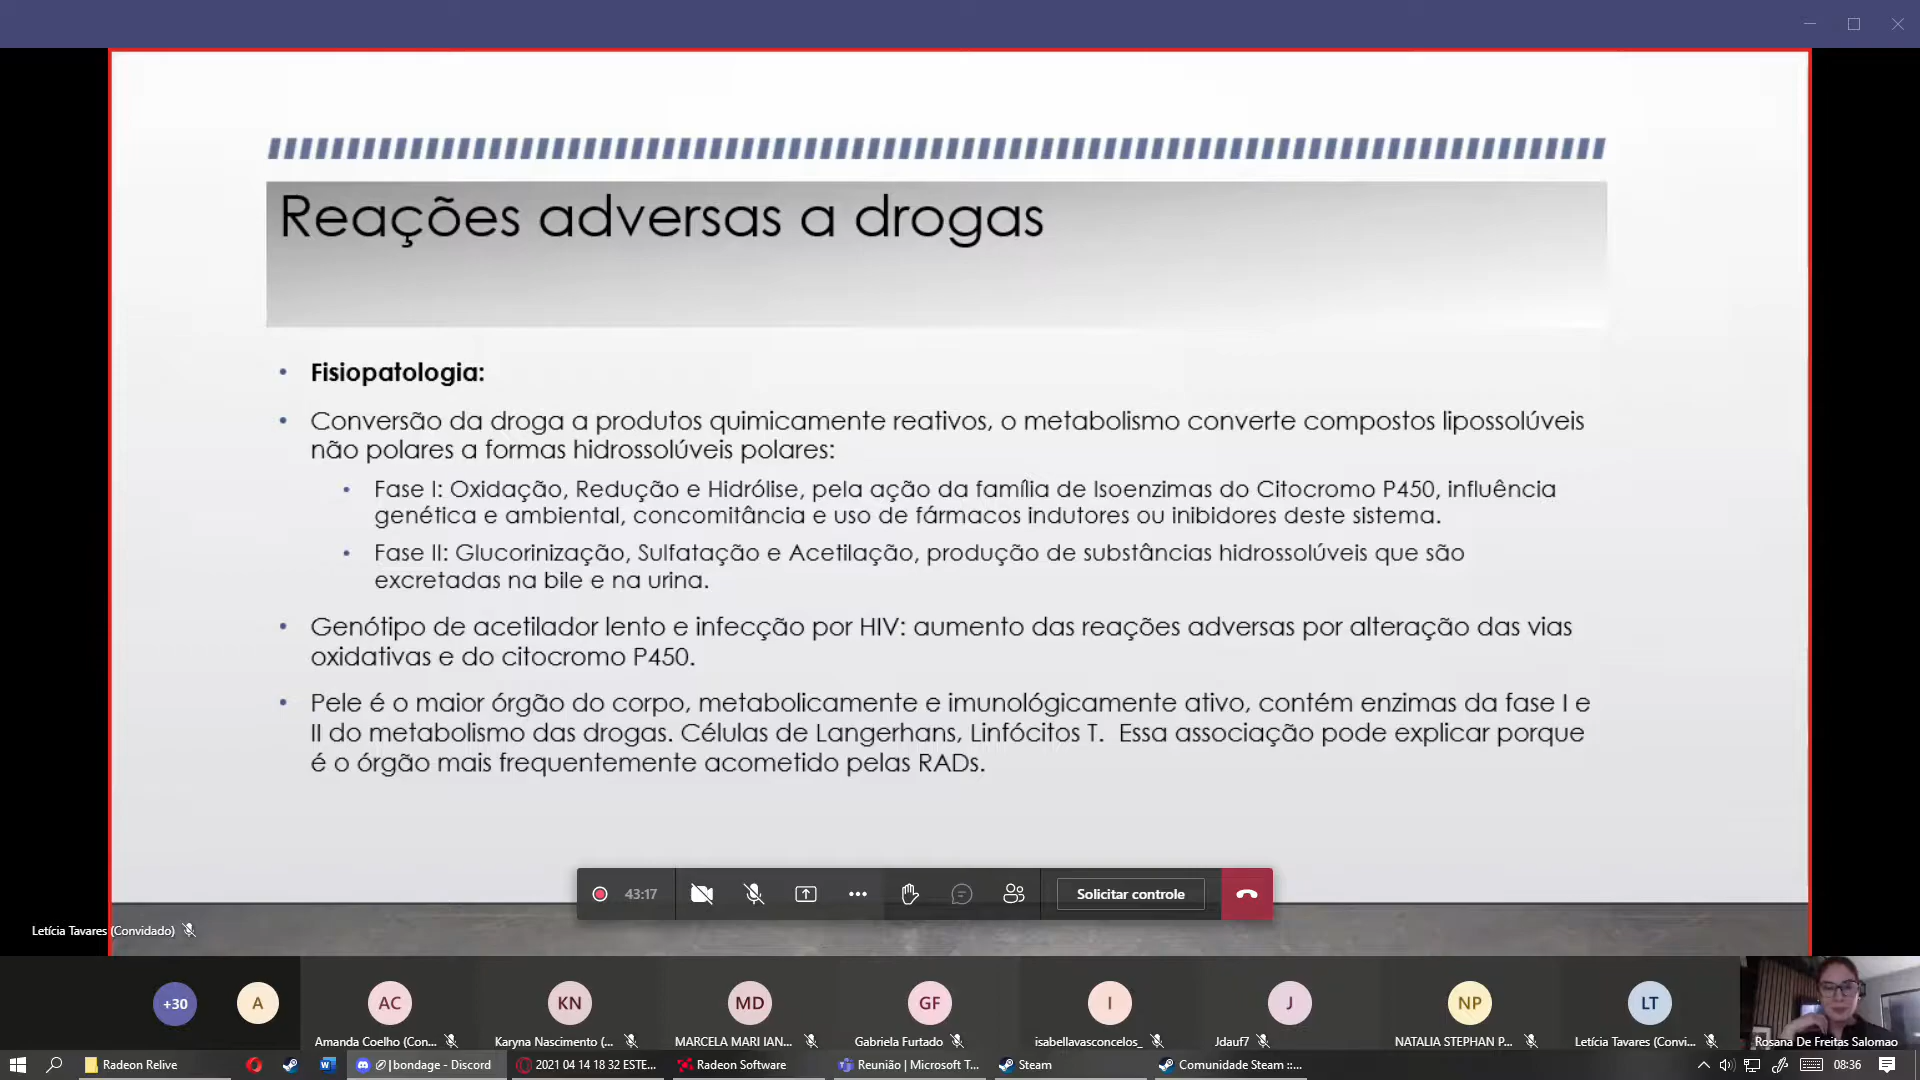 Reações adversas a drogas
• Fisiopatologia:
• Conversão da droga a produtos quimicamente reativos, o metabolismo converte compostos lipossolúveis
não polares a formas hidrossolúveis polares:
• Fase I: Oxidação, Redução e Hidrólise, pela ação da família de Isoenzimas do Citocromo P450, influência
genética e ambiental, concomitância e uso de fármacos indutores ou inibidores deste sistema.
• Fase II: Glucorinização, Sulfatação e Acetilação, produção de substâncias hidrossolúveis que são
excretadas na bile e na urina.
• Genótipo de acetilador lento e infecção por HIV: aumento das reações adversas por alteração das vias
oxidativas e do citocromo P450.
• Pele é o maior órgão do corpo, metabolicamente e imunológicamente ativo, contém enzimas da fase I e
II do metabolismo das drogas. Células de Langerhans, Linfócitos T. Essa associação pode explicar porque
é o órgão mais frequentemente acometido pelas RADs.
43:17
Solicitar controle
Letícia Tavares (Convidado)
+30 A AC KN MD GF I J NP LT
Amanda Coelho (Con... Karyna Nascimento (... MARCELA MARI IAN... Gabriela Furtado isabellavasconcelos_ Jdauf7 NATALIA STEPHAN P... Letícia Tavares (Convi... Rosana De Freitas Salomao
Radeon Relive |bondage - Discord 2021 04 14 18 32 ESTE... Radeon Software Reunião | Microsoft T... Steam Comunidade Steam ::... 08:36